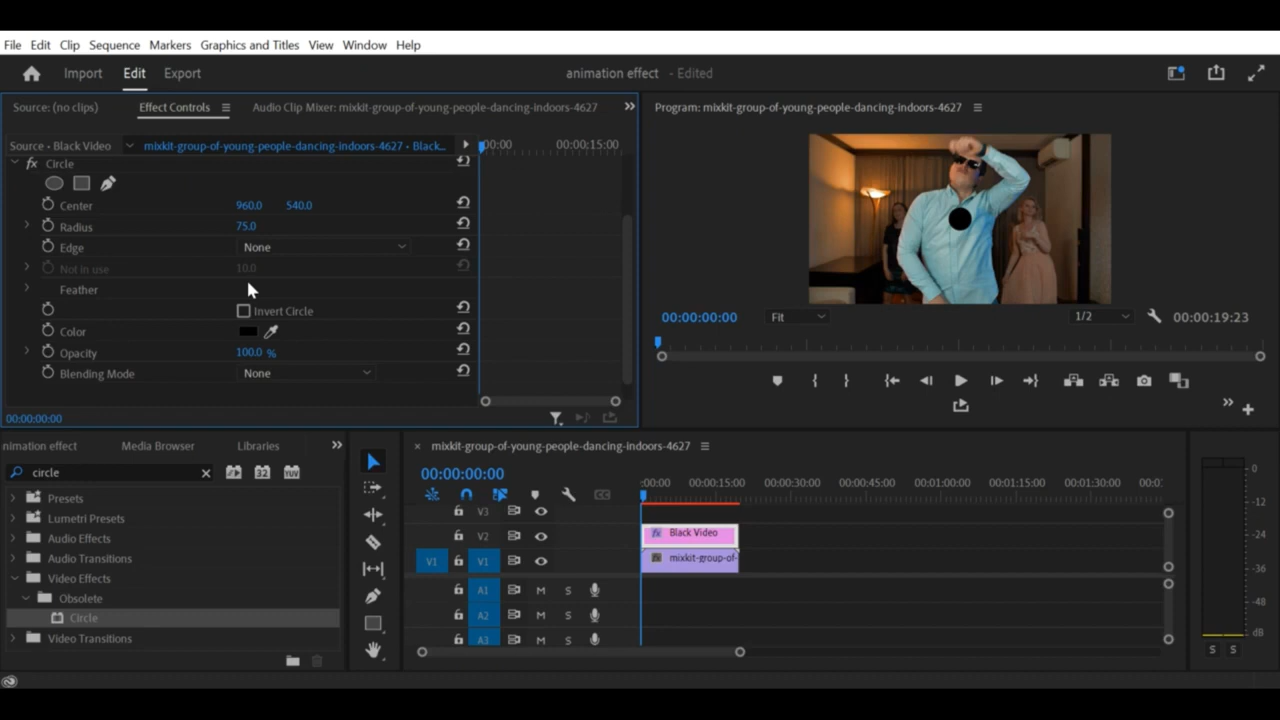 File Edit Clip Sequence Markers Graphics and Titles View Window Help
Import Edit Export animation effect - Edited
Source: (no clips) Effect Controls Audio Clip Mixer: mixkit-group-of-young-people-dancing-indoors-4627
Source • Black Video mixkit-group-of-young-people-dancing-indoors-4627 • Black...
:00:00 00:00:15:00
fx Circle
Center 960.0 540.0
Radius 75.0
Edge None
Not in use 10.0
Feather
Invert Circle
Color
Opacity 100.0 %
Blending Mode None
00:00:00:00
Program: mixkit-group-of-young-people-dancing-indoors-4627
00:00:00:00 Fit 1/2 00:00:19:23
nimation effect Media Browser Libraries
circle
32 YUV
Presets
Lumetri Presets
Audio Effects
Audio Transitions
Video Effects
Obsolete
Circle
Video Transitions
× mixkit-group-of-young-people-dancing-indoors-4627
00:00:00:00
:00:00 00:00:15:00 00:00:30:00 00:00:45:00 00:01:00:00 00:01:15:00 00:01:30:00 00:0
V3
V2 fx Black Video
V1 V1 fx mixkit-group-of-
A1 M S
A2 M S
A3 M S
0
-12
-24
-36
-48
dB
S S